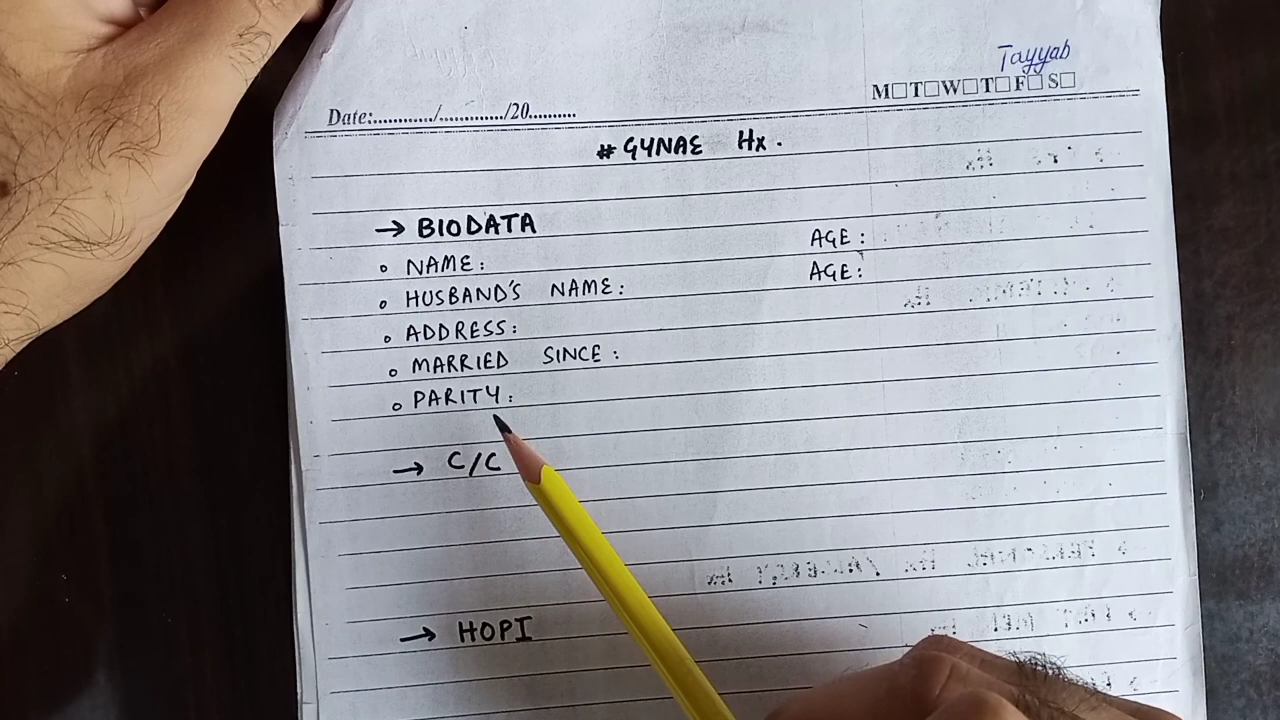 Tayyab
Date:............/............./20..........
M□T□W□T□F□S□
# GYNAE Hx.
→ BIODATA
◦ NAME: AGE:
◦ HUSBAND'S NAME: AGE:
◦ ADDRESS:
◦ MARRIED SINCE:
◦ PARITY:
→ C/C
→ HOPI